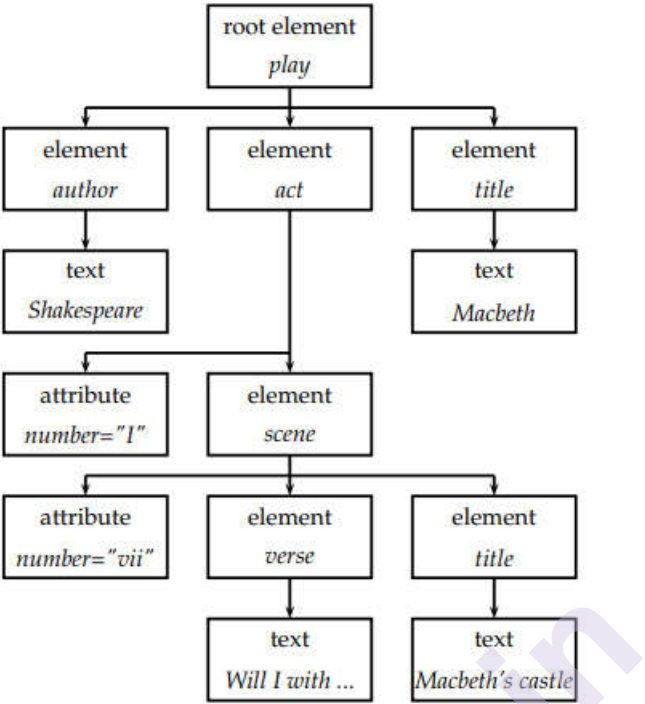 root element
play
element
author
element
act
element
title
text
Shakespeare
text
Macbeth
attribute
number="I"
element
scene
attribute
number="vii"
element
verse
element
title
text
Will I with ...
text
Macbeth's castle
in